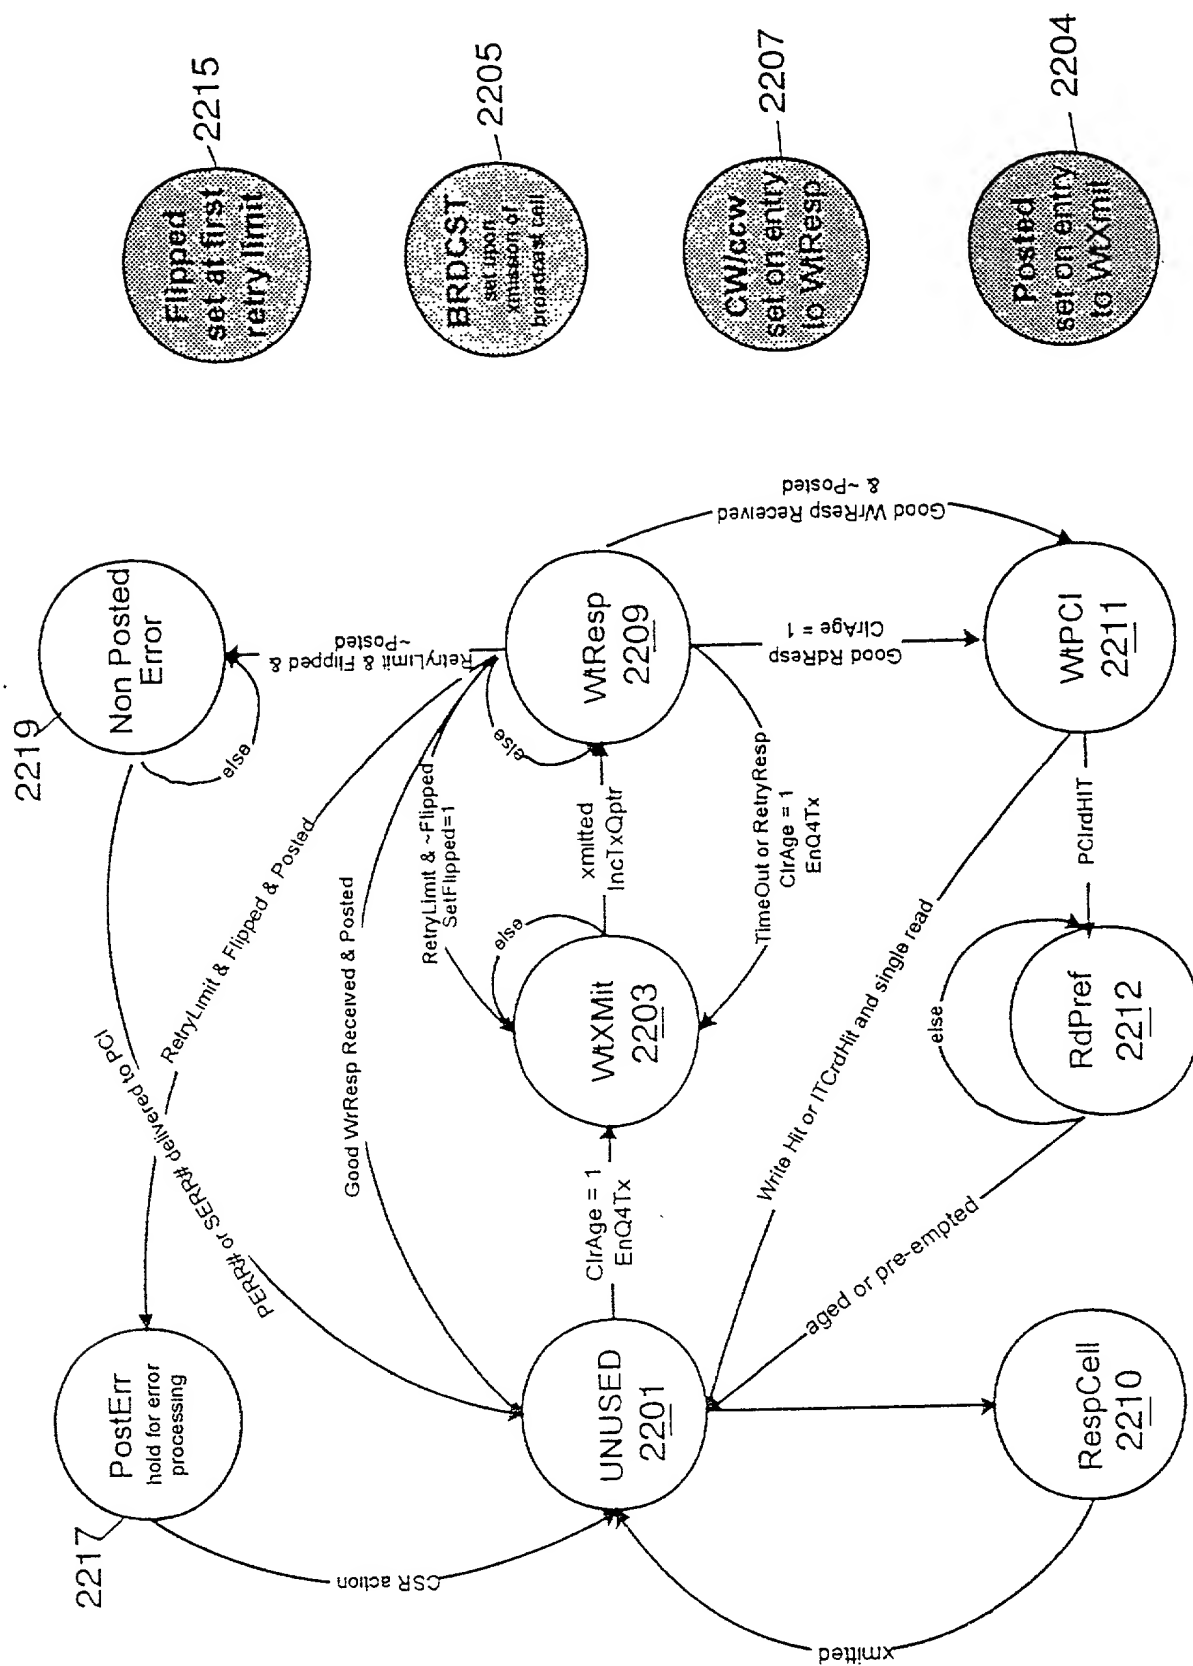 2217
PostErr
hold for error
processing
2219
Non Posted
Error
else
Flipped
set at first
retry limit
2215
CSR action
PERR# or SERR# delivered to PCI
RetryLimit & Flipped & Posted
RetryLimit & Flipped &
~Posted
Good WrResp Received & Posted
BRDCST
set upon
xmission of
broadcast cell
2205
RetryLimit & ~Flipped
SetFlipped=1
else
else
UNUSED
2201
ClrAge = 1
EnQ4Tx
WtXMit
2203
xmitted
IncTxQptr
WtResp
2209
CW/ccw
set on entry
to WtResp
2207
TimeOut or RetryResp
ClrAge = 1
EnQ4Tx
Good RdResp
ClrAge = 1
Good WrResp Received
& ~Posted
Write Hit or ITCrdHit and single read
aged or pre-empted
else
xmitted
RespCell
2210
RdPref
2212
PCIrdHIT
WtPCI
2211
Posted
set on entry
to WtXmit
2204